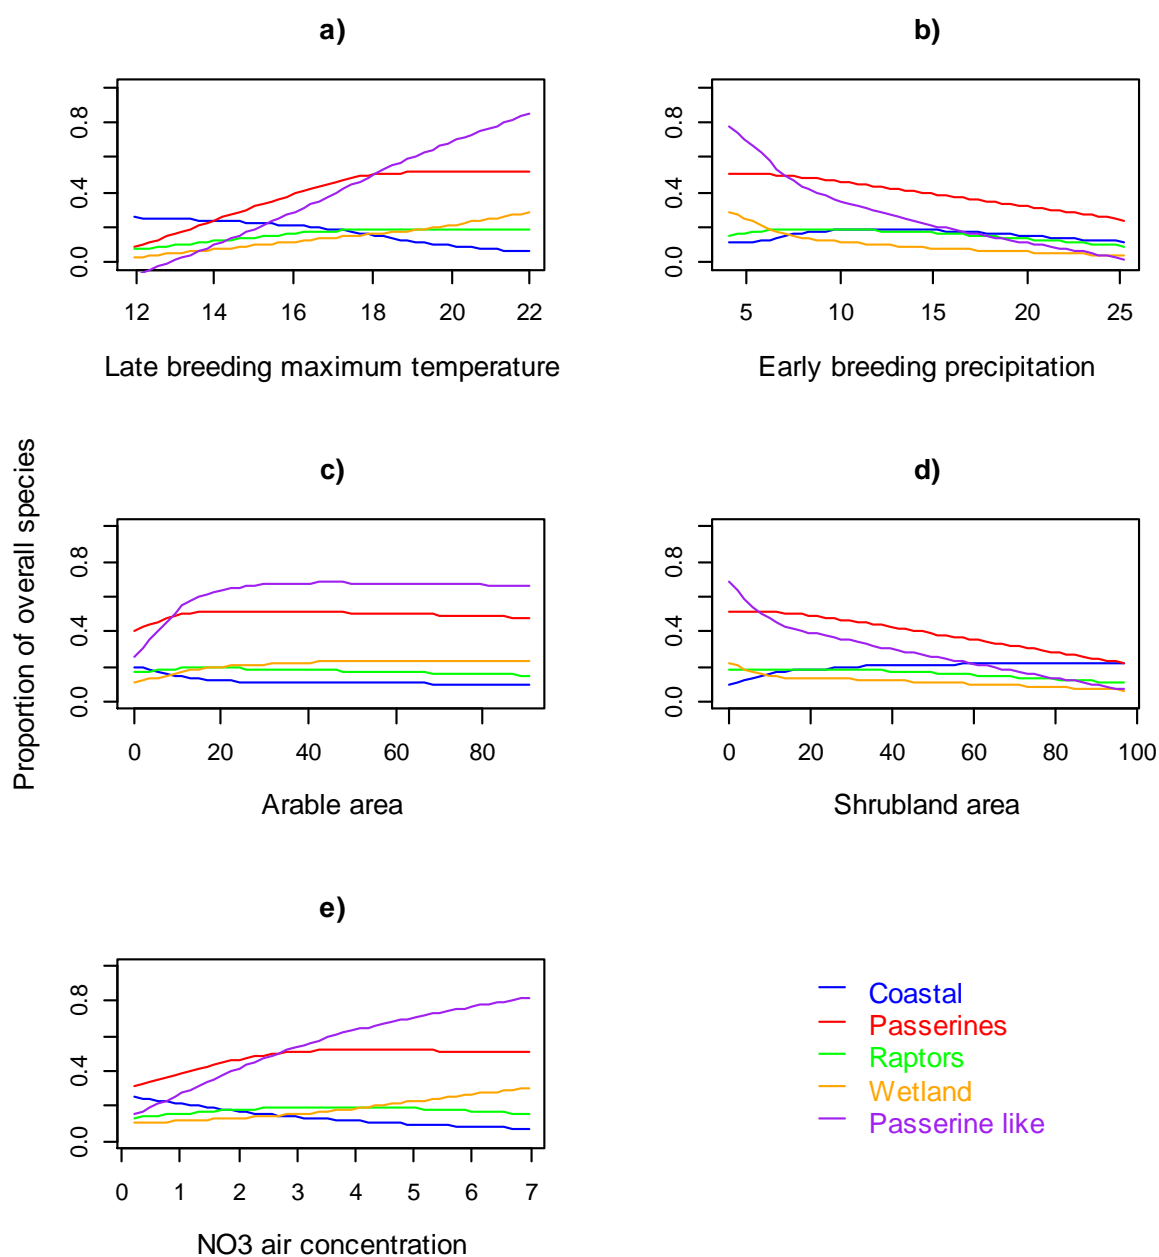 a)
0.0 0.4 0.8
12 14 16 18 20 22
Late breeding maximum temperature
b)
0.0 0.4 0.8
5 10 15 20 25
Early breeding precipitation
Proportion of overall species
c)
0.0 0.4 0.8
0 20 40 60 80
Arable area
d)
0.0 0.4 0.8
0 20 40 60 80 100
Shrubland area
e)
0.0 0.4 0.8
0 1 2 3 4 5 6 7
NO3 air concentration
Coastal
Passerines
Raptors
Wetland
Passerine like